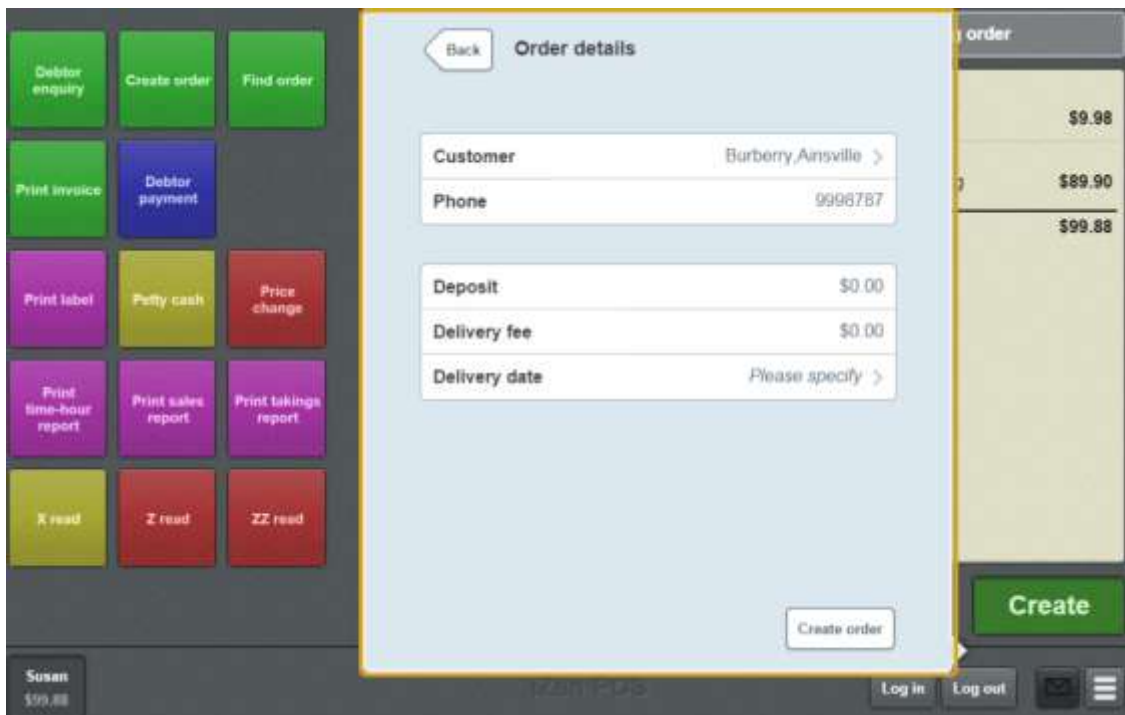 Debtor
enquiry
Create order
Find order
Print invoice
Debtor
payment
Print label
Petty cash
Price
change
Print
time-hour
report
Print sales
report
Print takings
report
X read
Z read
ZZ read
Back
Order details
Customer
Burberry,Ainsville
Phone
9998787
Deposit
$0.00
Delivery fee
$0.00
Delivery date
Please specify
Create order
order
$9.98
$89.90
$99.88
Create
Susan
$99.88
Log in
Log out